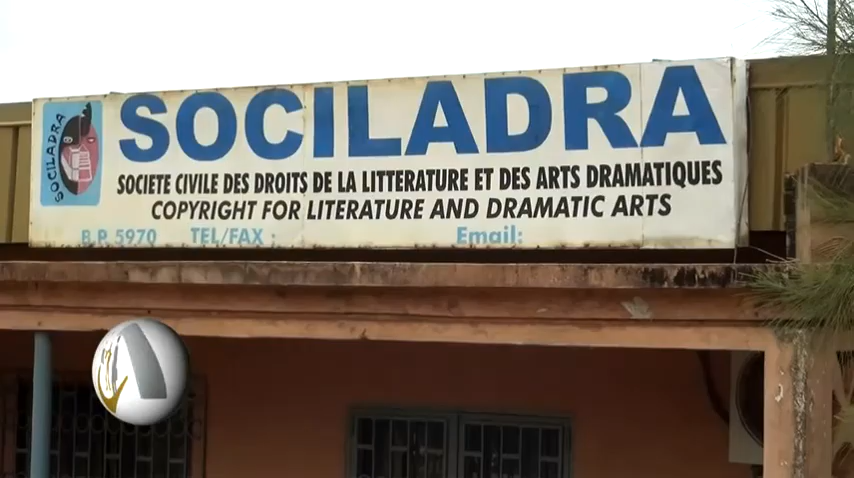 SOCILADRA
SOCILADRA
SOCIETE CIVILE DES DROITS DE LA LITTERATURE ET DES ARTS DRAMATIQUES
COPYRIGHT FOR LITERATURE AND DRAMATIC ARTS
B.P. 5970 TEL/FAX : Email: